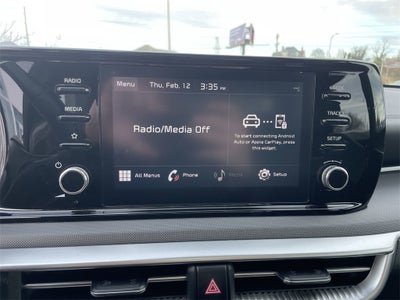 RADIO
MEDIA
Menu
Thu, Feb. 12
3:35 PM
Radio/Media Off
To start connecting Android
Auto or Apple CarPlay, press
this widget.
All Menus
Phone
Media
Setup
TRACK
SETUP